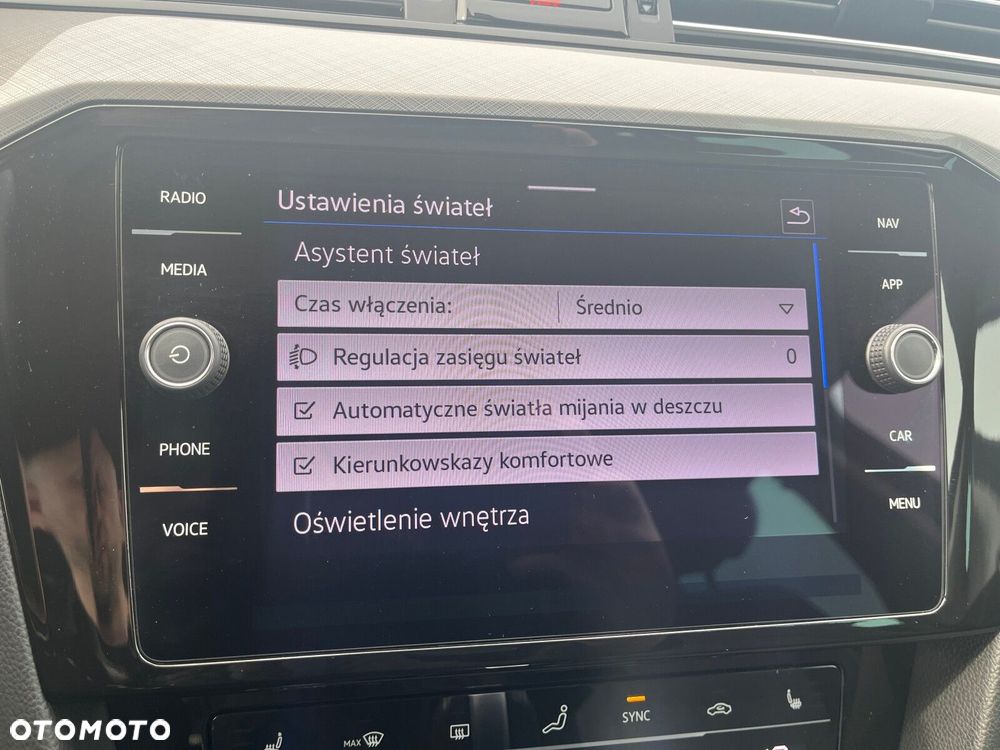 RADIO
MEDIA
PHONE
VOICE
Ustawienia świateł
Asystent świateł
Czas włączenia: Średnio
Regulacja zasięgu świateł 0
Automatyczne światła mijania w deszczu
Kierunkowskazy komfortowe
Oświetlenie wnętrza
NAV
APP
CAR
MENU
MAX
SYNC
OTOMOTO